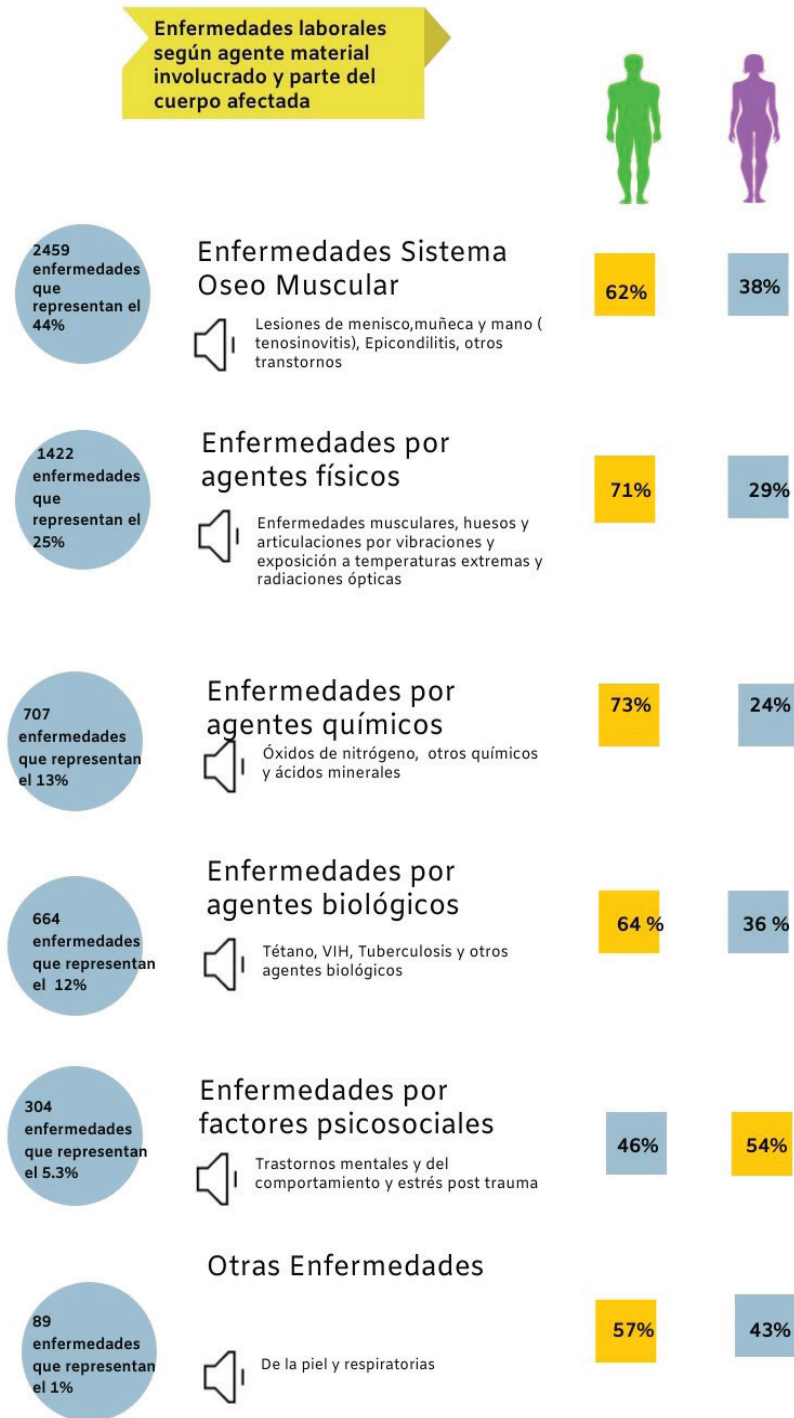 Enfermedades laborales
según agente material
involucrado y parte del
cuerpo afectada
2459
enfermedades
que
representan el
44%
Enfermedades Sistema
Oseo Muscular
Lesiones de menisco,muñeca y mano (
tenosinovitis), Epicondilitis, otros
transtornos
62%
38%
1422
enfermedades
que
representan el
25%
Enfermedades por
agentes físicos
Enfermedades musculares, huesos y
articulaciones por vibraciones y
exposición a temperaturas extremas y
radiaciones ópticas
71%
29%
707
enfermedades
que representan
el 13%
Enfermedades por
agentes químicos
Óxidos de nitrógeno, otros químicos
y ácidos minerales
73%
24%
664
enfermedades
que representan
el 12%
Enfermedades por
agentes biológicos
Tétano, VIH, Tuberculosis y otros
agentes biológicos
64 %
36 %
304
enfermedades
que representan
el 5.3%
Enfermedades por
factores psicosociales
Trastornos mentales y del
comportamiento y estrés post trauma
46%
54%
89
enfermedades
que representan
el 1%
Otras Enfermedades
De la piel y respiratorias
57%
43%